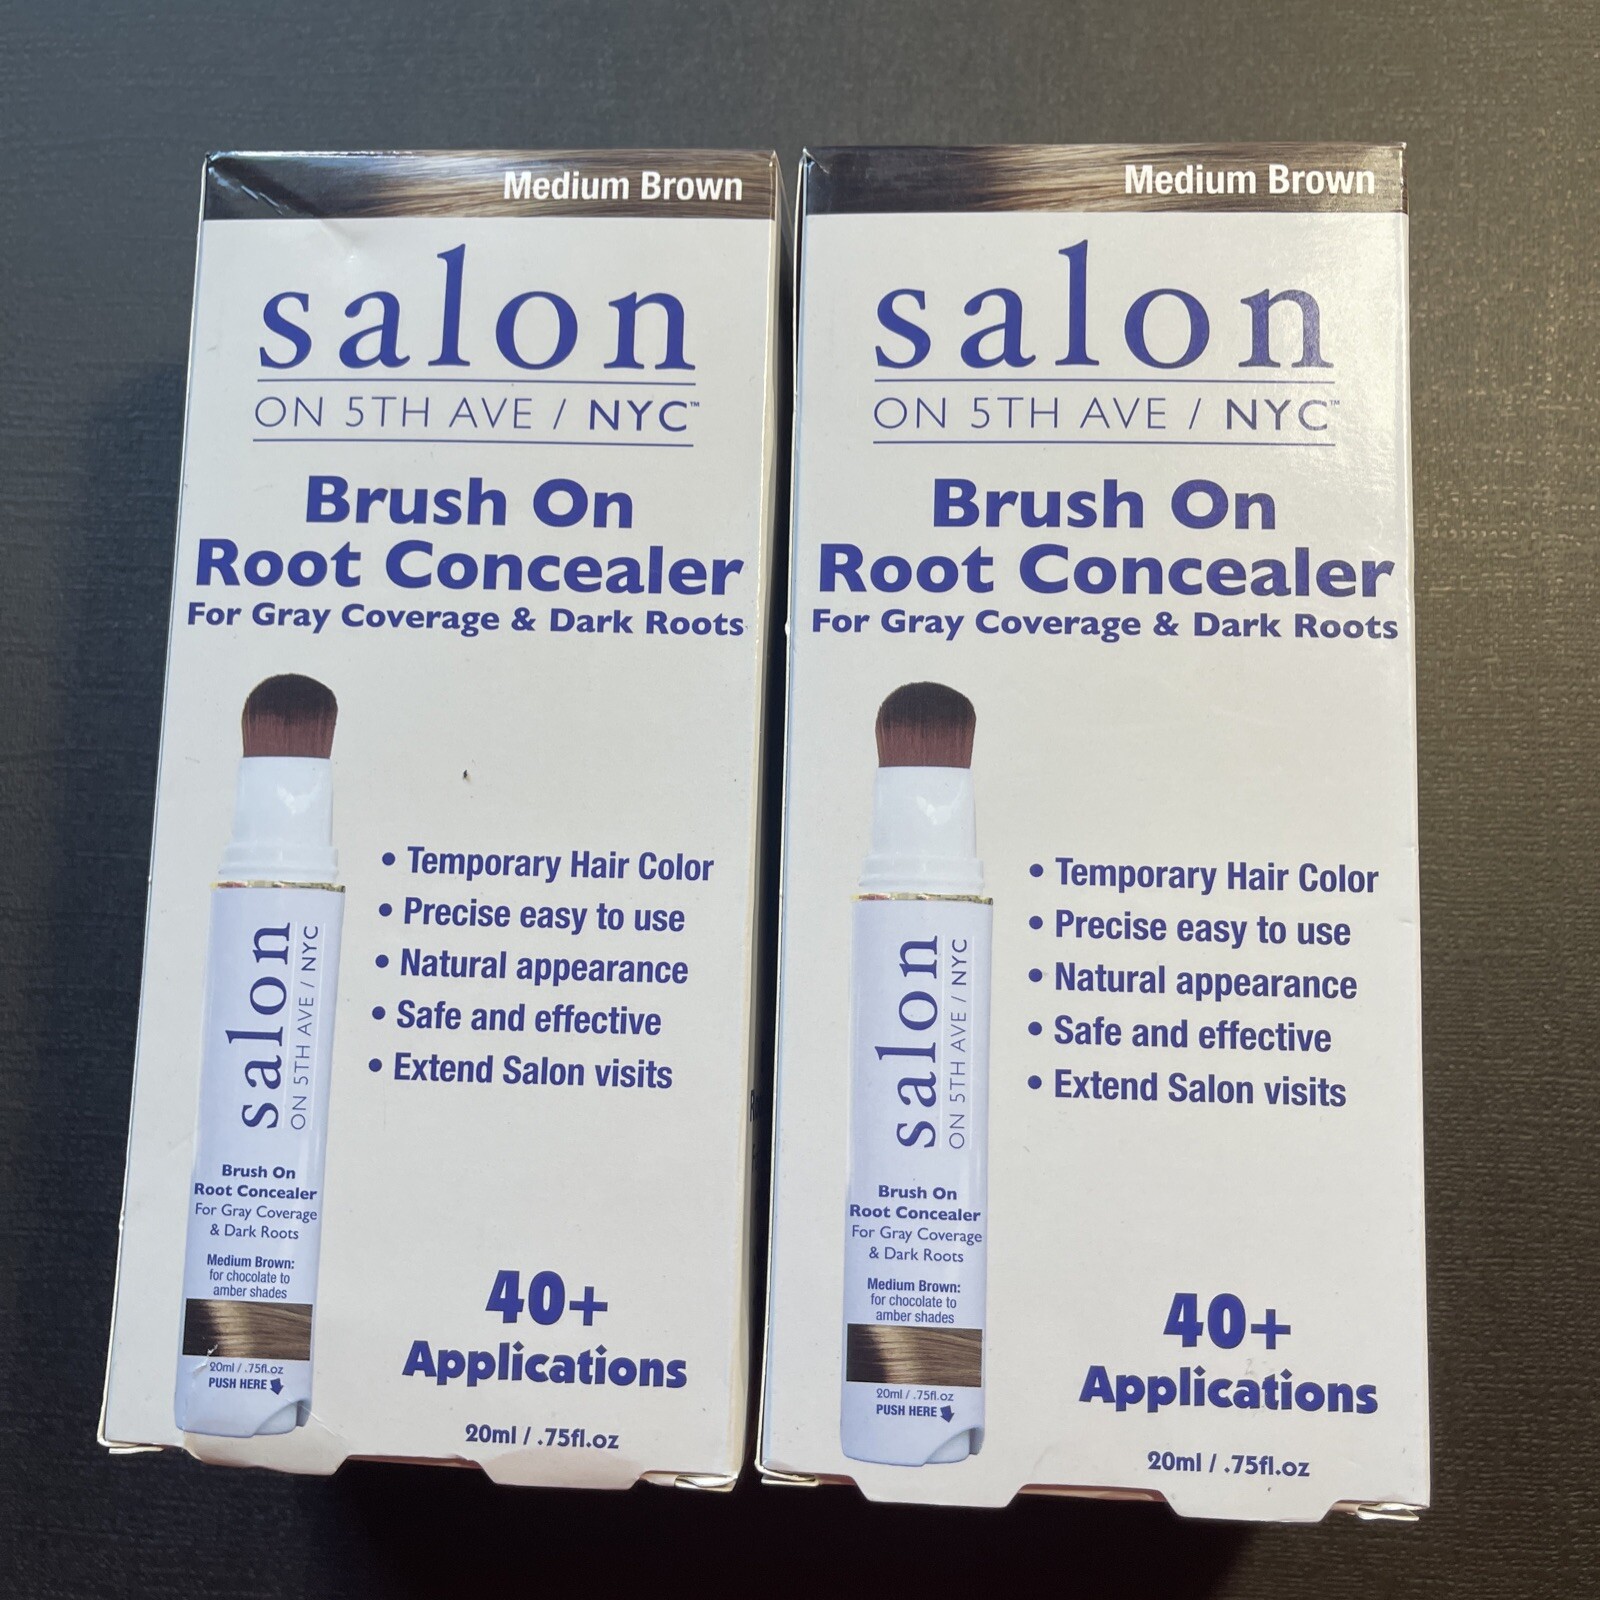 Medium Brown
salon
ON 5TH AVE / NYC™
Brush On
Root Concealer
For Gray Coverage & Dark Roots
• Temporary Hair Color
• Precise easy to use
• Natural appearance
• Safe and effective
• Extend Salon visits
salon
ON 5TH AVE / NYC
Brush On
Root Concealer
For Gray Coverage
& Dark Roots
Medium Brown:
for chocolate to
amber shades
20ml / .75fl.oz
PUSH HERE
40+
Applications
20ml / .75fl.oz
Medium Brown
salon
ON 5TH AVE / NYC™
Brush On
Root Concealer
For Gray Coverage & Dark Roots
• Temporary Hair Color
• Precise easy to use
• Natural appearance
• Safe and effective
• Extend Salon visits
salon
ON 5TH AVE / NYC
Brush On
Root Concealer
For Gray Coverage
& Dark Roots
Medium Brown:
for chocolate to
amber shades
20ml / .75fl.oz
PUSH HERE
40+
Applications
20ml / .75fl.oz